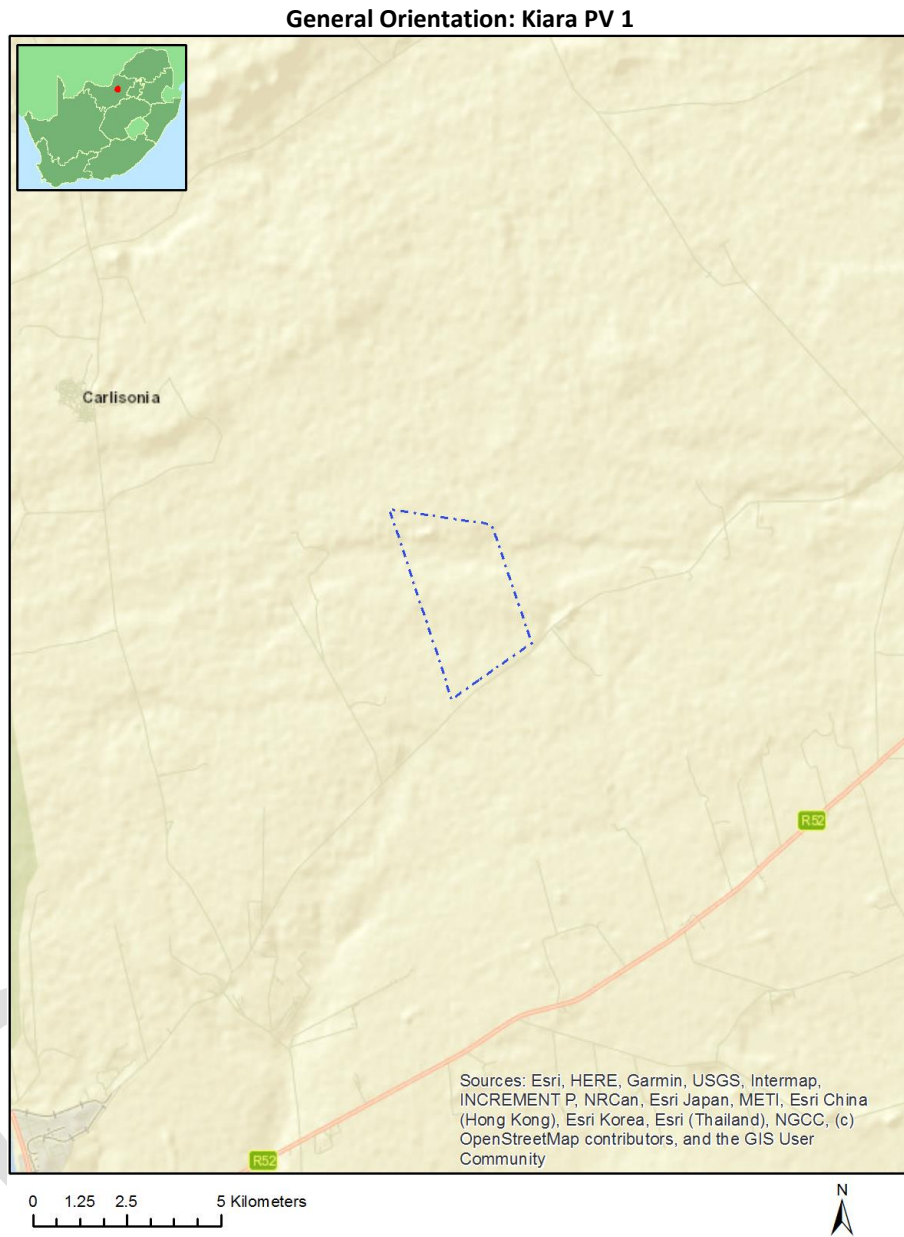 General Orientation: Kiara PV 1
Carlisonia
R52
R52
Sources: Esri, HERE, Garmin, USGS, Intermap,
INCREMENT P, NRCan, Esri Japan, METI, Esri China
(Hong Kong), Esri Korea, Esri (Thailand), NGCC, (c)
OpenStreetMap contributors, and the GIS User
Community
0 1.25 2.5 5 Kilometers
N